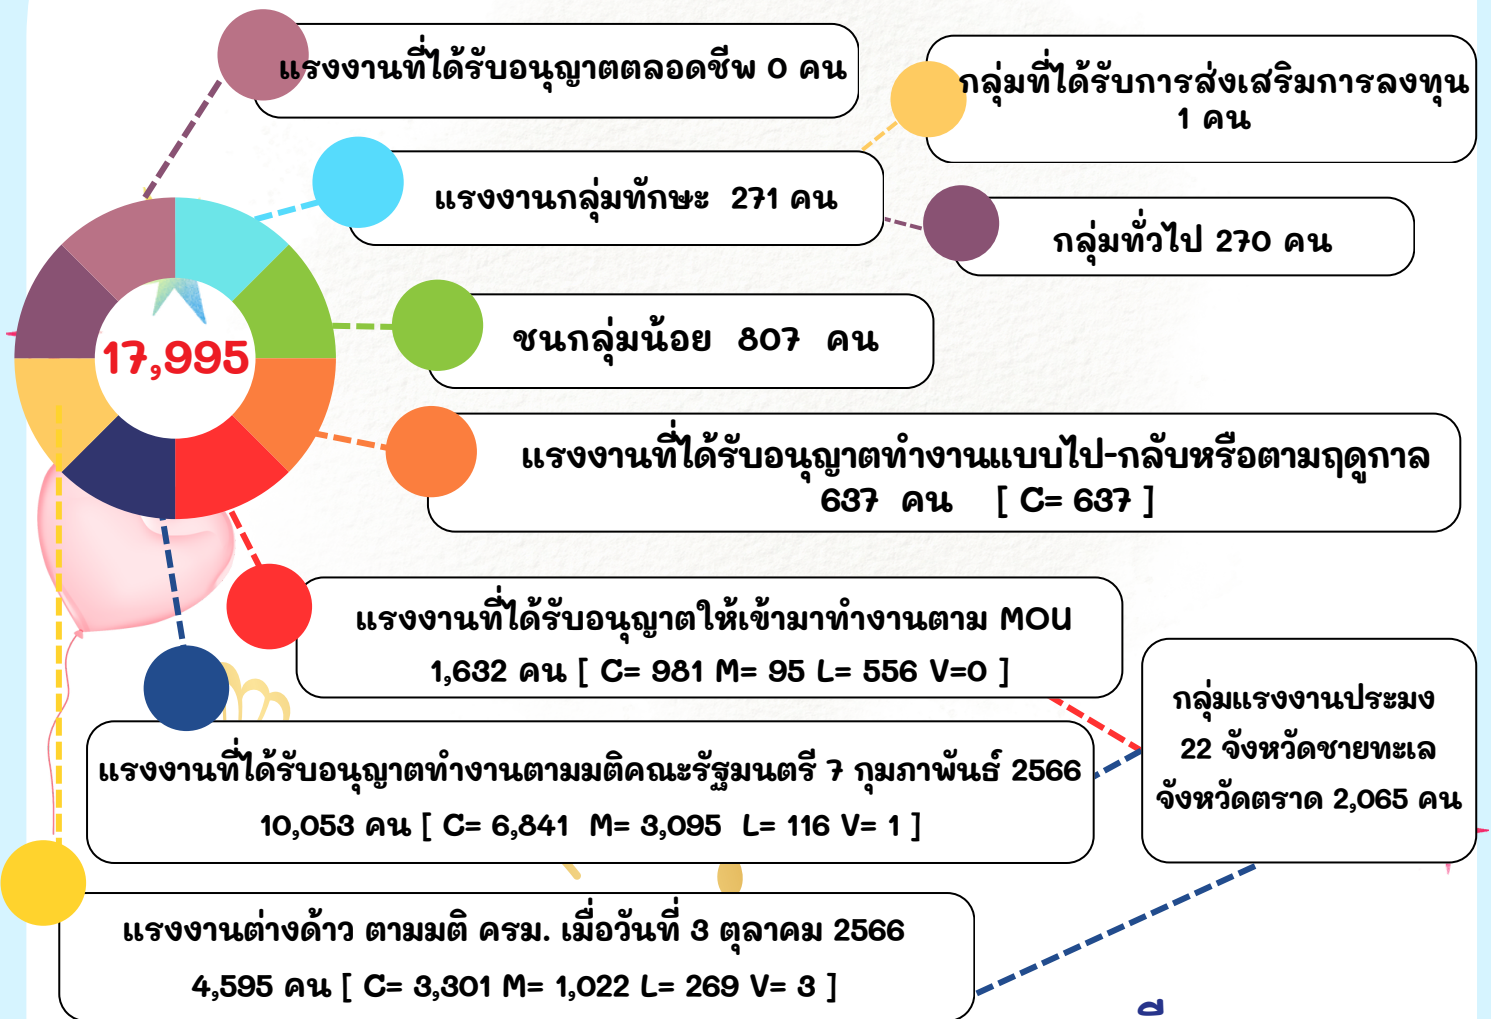 แรงงานที่ได้รับอนุญาตตลอดชีพ 0 คน
กลุ่มที่ได้รับการส่งเสริมการลงทุน
1 คน
แรงงานกลุ่มทักษะ 271 คน
กลุ่มทั่วไป 270 คน
ชนกลุ่มน้อย 807 คน
17,995
แรงงานที่ได้รับอนุญาตทำงานแบบไป-กลับหรือตามฤดูกาล
637 คน [ C= 637 ]
แรงงานที่ได้รับอนุญาตให้เข้ามาทำงานตาม MOU
1,632 คน [ C= 981 M= 95 L= 556 V=0 ]
กลุ่มแรงงานประมง
22 จังหวัดชายทะเล
จังหวัดตราด 2,065 คน
แรงงานที่ได้รับอนุญาตทำงานตามมติคณะรัฐมนตรี 7 กุมภาพันธ์ 2566
10,053 คน [ C= 6,841 M= 3,095 L= 116 V= 1 ]
แรงงานต่างด้าว ตามมติ ครม. เมื่อวันที่ 3 ตุลาคม 2566
4,595 คน [ C= 3,301 M= 1,022 L= 269 V= 3 ]